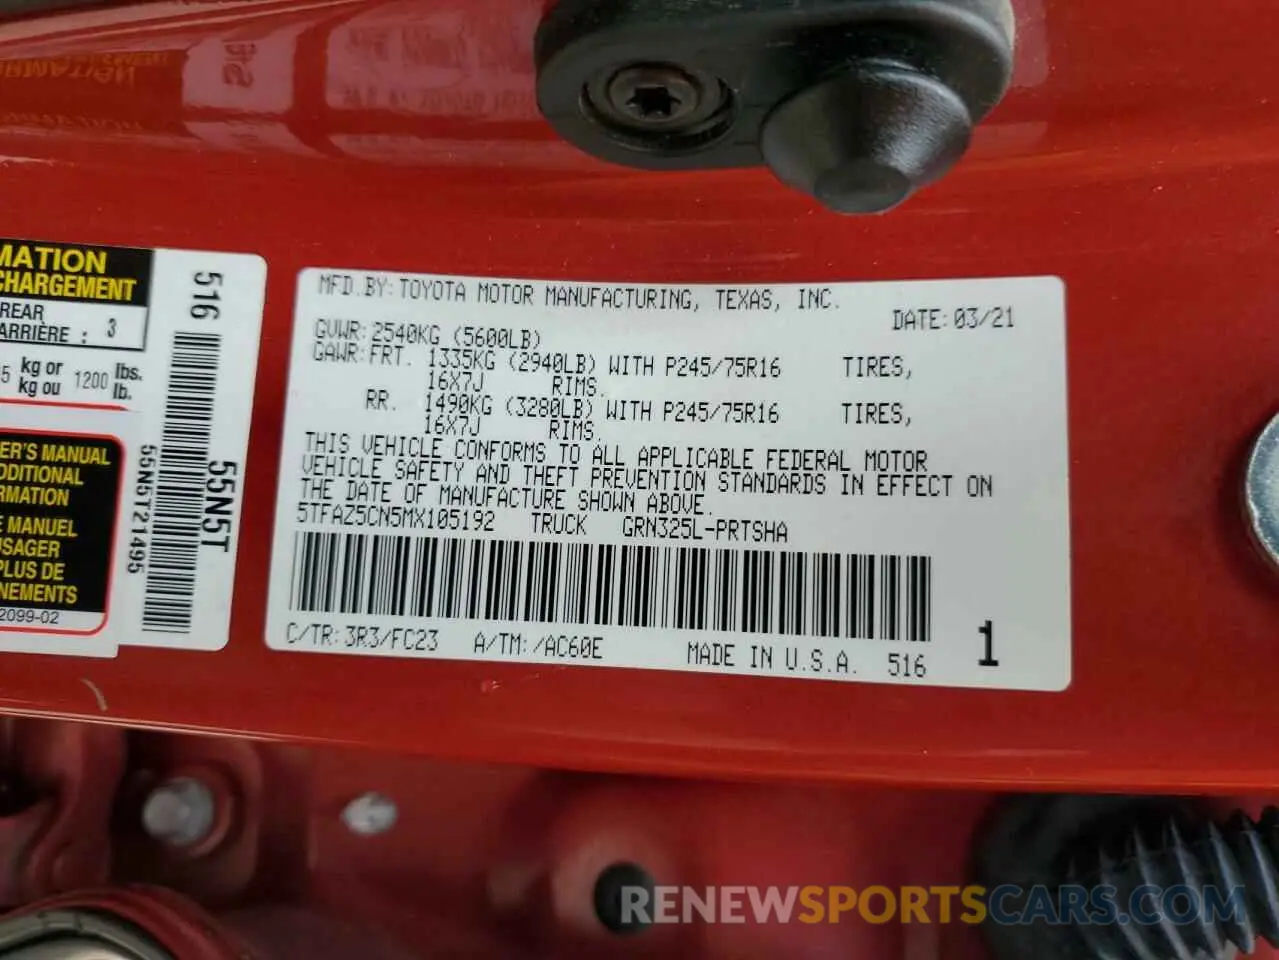 MATION
CHARGEMENT
REAR
ARRIÈRE : 3
5 kg or 1200 lbs.
kg ou lb.
ER'S MANUAL
DDITIONAL
RMATION
E MANUEL
USAGER
PLUS DE
NEMENTS
2099-02
516
55N5T
55N5T21495
MFD.BY:TOYOTA MOTOR MANUFACTURING, TEXAS, INC.
DATE:03/21
GVWR:2540KG (5600LB)
GAWR:FRT. 1335KG (2940LB) WITH P245/75R16 TIRES,
16X7J RIMS.
RR. 1490KG (3280LB) WITH P245/75R16 TIRES,
16X7J RIMS.
THIS VEHICLE CONFORMS TO ALL APPLICABLE FEDERAL MOTOR
VEHICLE SAFETY AND THEFT PREVENTION STANDARDS IN EFFECT ON
THE DATE OF MANUFACTURE SHOWN ABOVE.
5TFAZ5CN5MX105192 TRUCK GRN325L-PRTSHA
C/TR:3R3/FC23 A/TM:/AC60E MADE IN U.S.A. 516 1
RENEWSPORTSCARS.COM